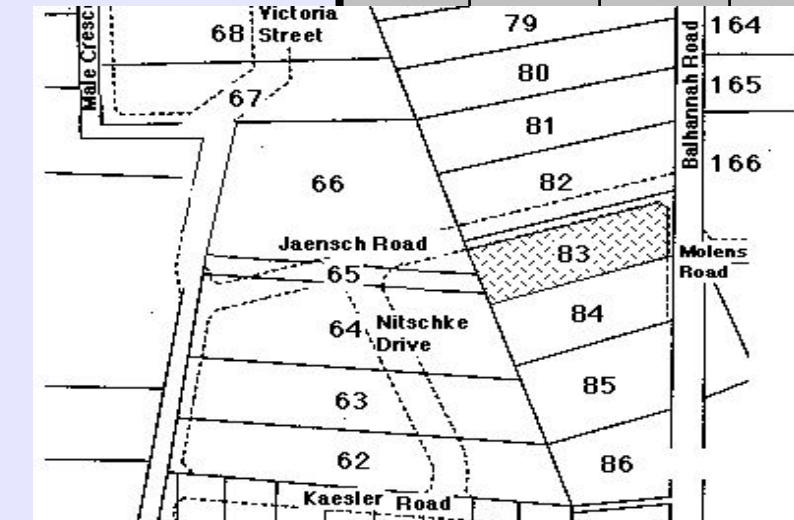 Victoria
Street
68
79
164
Male Cresc
Balhannah Road
80
165
67
81
166
66
82
Jaensch Road
83
Molens
Road
65
84
64
Nitschke
Drive
85
63
62
86
Kaesler Road